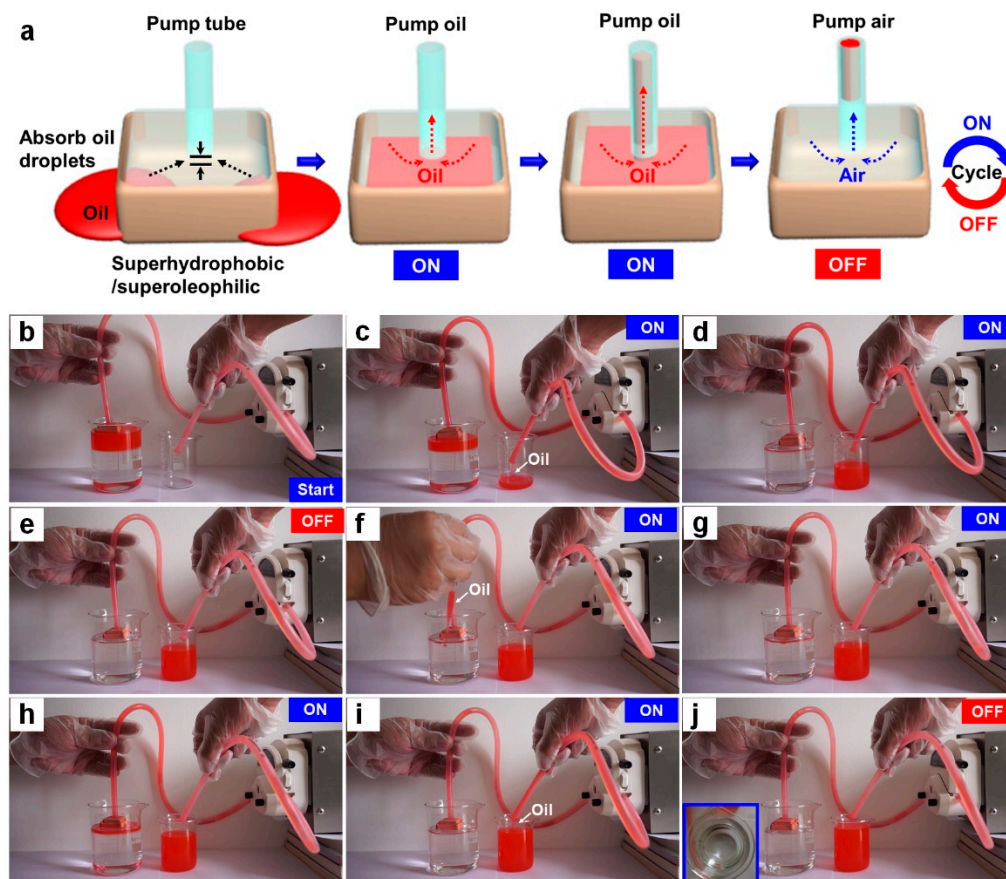 a
Pump tube
Pump oil
Pump oil
Pump air
Absorb oil
droplets
Oil
Oil
Oil
Air
ON
Cycle
OFF
Superhydrophobic
/superoleophilic
ON
ON
OFF
b
Start
c
ON
Oil
d
ON
e
OFF
f
ON
Oil
g
ON
h
ON
i
ON
Oil
j
OFF